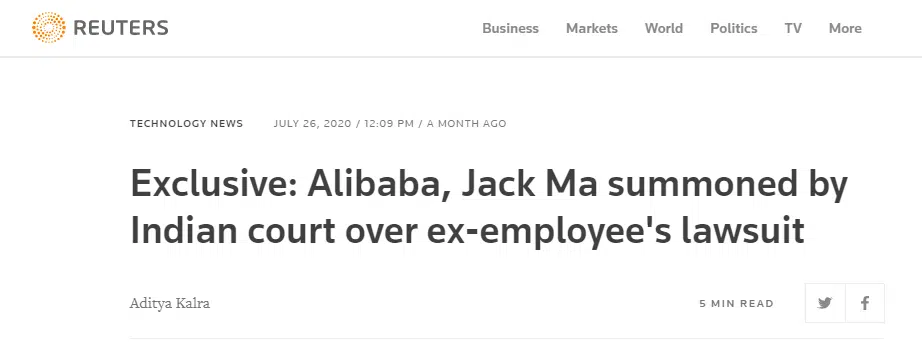 REUTERS Business Markets World Politics TV More
TECHNOLOGY NEWS JULY 26, 2020 / 12:09 PM / A MONTH AGO
Exclusive: Alibaba, Jack Ma summoned by
Indian court over ex-employee's lawsuit
Aditya Kalra 5 MIN READ